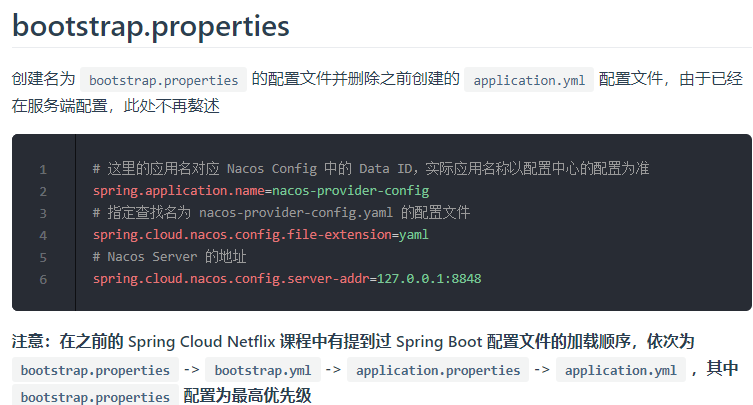 bootstrap.properties
创建名为 bootstrap.properties 的配置文件并删除之前创建的 application.yml 配置文件，由于已经
在服务端配置，此处不再赘述
1 # 这里的应用名对应 Nacos Config 中的 Data ID，实际应用名称以配置中心的配置为准
2 spring.application.name=nacos-provider-config
3 # 指定查找名为 nacos-provider-config.yaml 的配置文件
4 spring.cloud.nacos.config.file-extension=yaml
5 # Nacos Server 的地址
6 spring.cloud.nacos.config.server-addr=127.0.0.1:8848
注意：在之前的 Spring Cloud Netflix 课程中有提到过 Spring Boot 配置文件的加载顺序，依次为
bootstrap.properties -> bootstrap.yml -> application.properties -> application.yml ，其中
bootstrap.properties 配置为最高优先级